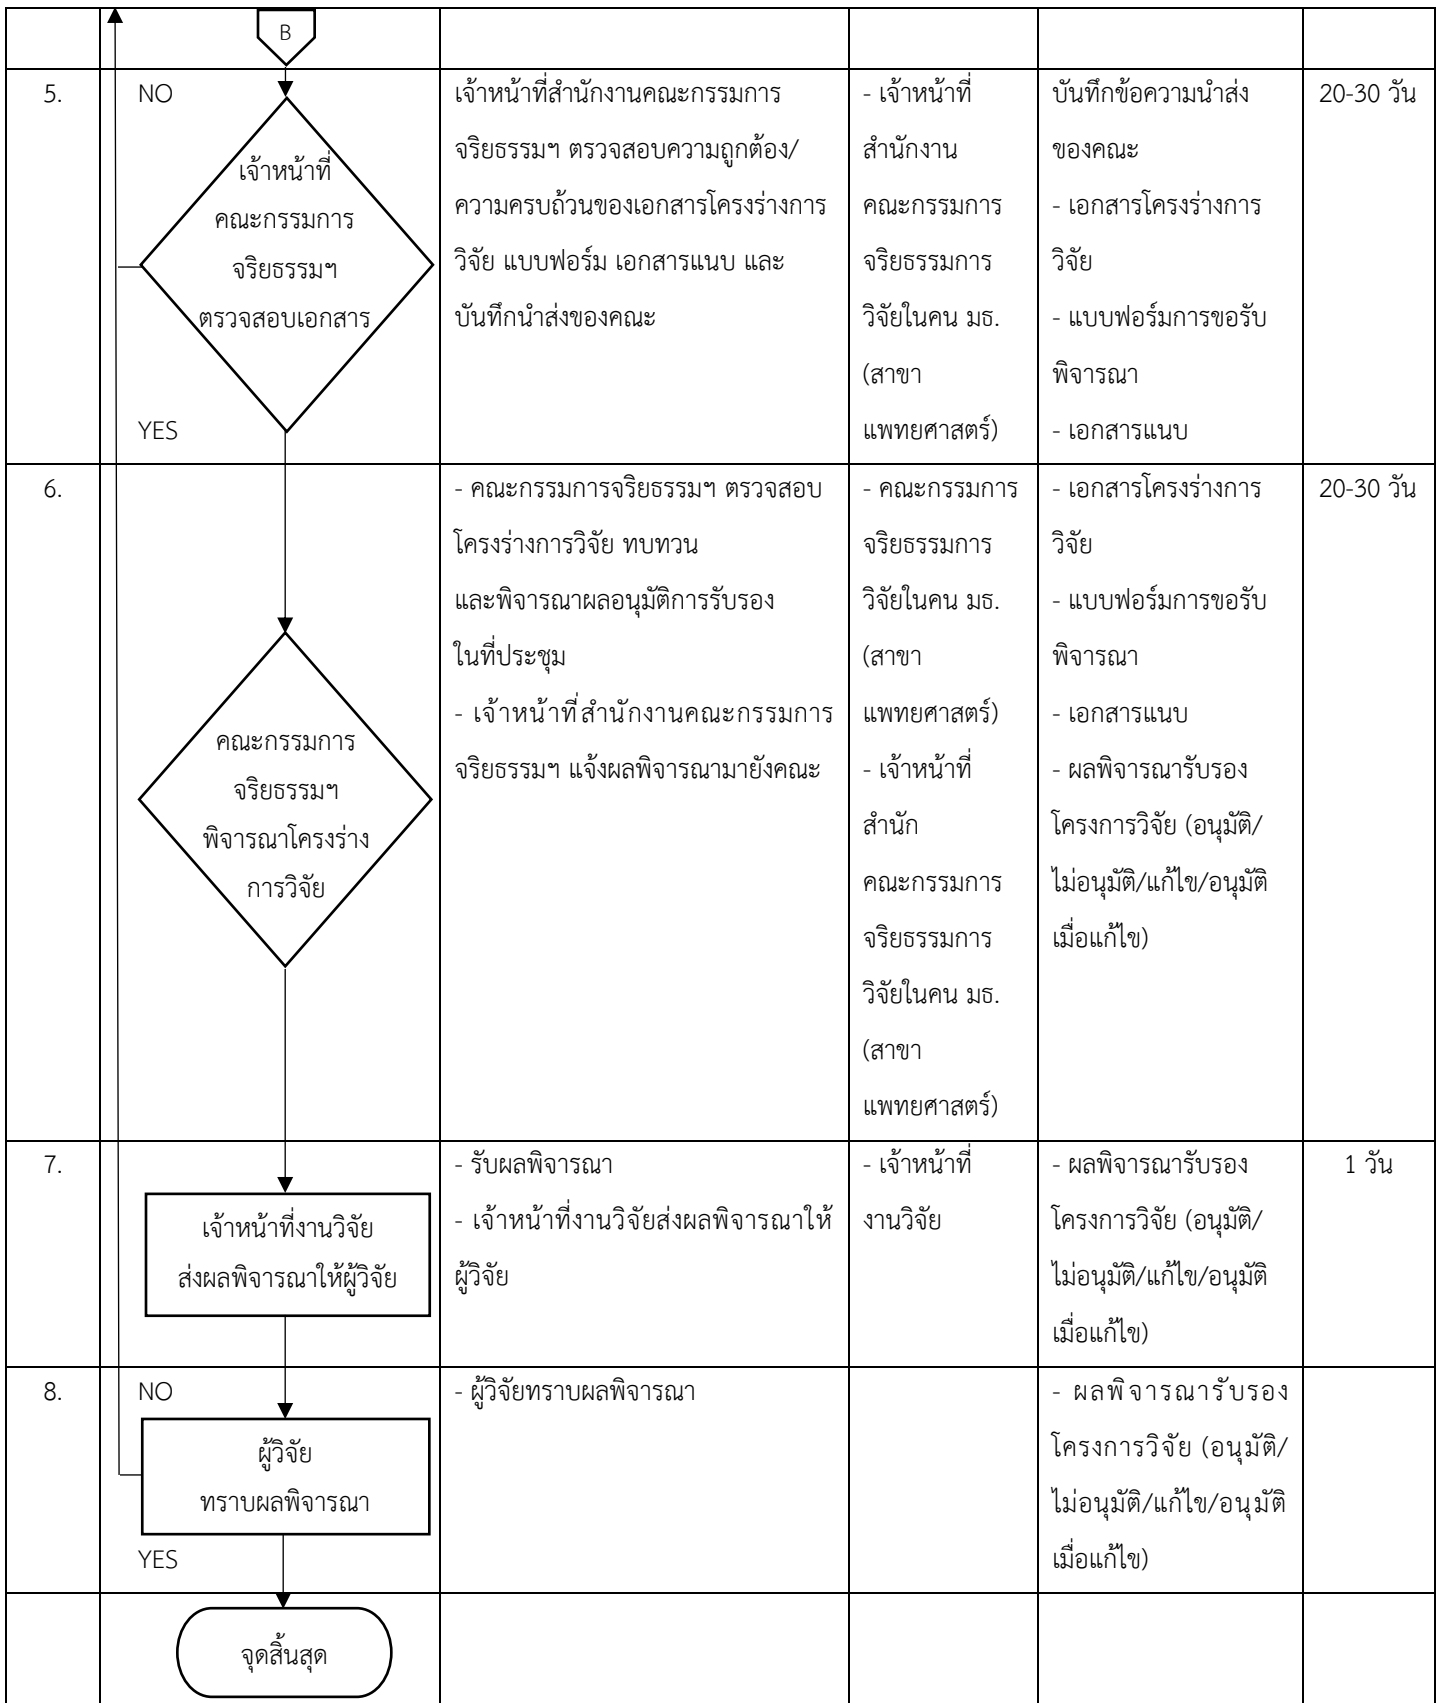 B
5.
NO
เจ้าหน้าที่
คณะกรรมการ
จริยธรรมฯ
ตรวจสอบเอกสาร
YES
เจ้าหน้าที่สำนักงานคณะกรรมการ
จริยธรรมฯ ตรวจสอบความถูกต้อง/
ความครบถ้วนของเอกสารโครงร่างการ
วิจัย แบบฟอร์ม เอกสารแนบ และ
บันทึกนำส่งของคณะ
- เจ้าหน้าที่
สำนักงาน
คณะกรรมการ
จริยธรรมการ
วิจัยในคน มธ.
(สาขา
แพทยศาสตร์)
บันทึกข้อความนำส่ง
ของคณะ
- เอกสารโครงร่างการ
วิจัย
- แบบฟอร์มการขอรับ
พิจารณา
- เอกสารแนบ
20-30 วัน
6.
คณะกรรมการ
จริยธรรมฯ
พิจารณาโครงร่าง
การวิจัย
- คณะกรรมการจริยธรรมฯ ตรวจสอบ
โครงร่างการวิจัย ทบทวน
และพิจารณาผลอนุมัติการรับรอง
ในที่ประชุม
- เจ้าหน้าที่สำนักงานคณะกรรมการ
จริยธรรมฯ แจ้งผลพิจารณามายังคณะ
- คณะกรรมการ
จริยธรรมการ
วิจัยในคน มธ.
(สาขา
แพทยศาสตร์)
- เจ้าหน้าที่
สำนัก
คณะกรรมการ
จริยธรรมการ
วิจัยในคน มธ.
(สาขา
แพทยศาสตร์)
- เอกสารโครงร่างการ
วิจัย
- แบบฟอร์มการขอรับ
พิจารณา
- เอกสารแนบ
- ผลพิจารณารับรอง
โครงการวิจัย (อนุมัติ/
ไม่อนุมัติ/แก้ไข/อนุมัติ
เมื่อแก้ไข)
20-30 วัน
7.
เจ้าหน้าที่งานวิจัย
ส่งผลพิจารณาให้ผู้วิจัย
- รับผลพิจารณา
- เจ้าหน้าที่งานวิจัยส่งผลพิจารณาให้
ผู้วิจัย
- เจ้าหน้าที่
งานวิจัย
- ผลพิจารณารับรอง
โครงการวิจัย (อนุมัติ/
ไม่อนุมัติ/แก้ไข/อนุมัติ
เมื่อแก้ไข)
1 วัน
8.
NO
ผู้วิจัย
ทราบผลพิจารณา
YES
- ผู้วิจัยทราบผลพิจารณา
- ผลพิจารณารับรอง
โครงการวิจัย (อนุมัติ/
ไม่อนุมัติ/แก้ไข/อนุมัติ
เมื่อแก้ไข)
จุดสิ้นสุด